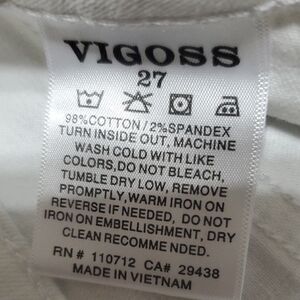 VIGOSS
27
98%COTTON/2%SPANDEX
TURN INSIDE OUT, MACHINE
WASH COLD WITH LIKE
COLORS,DO NOT BLEACH,
TUMBLE DRY LOW, REMOVE
PROMPTLY,WARM IRON ON
REVERSE IF NEEDED, DO NOT
IRON ON EMBELLISHMENT, DRY
CLEAN RECOMME NDED.
RN # 110712 CA# 29438
MADE IN VIETNAM